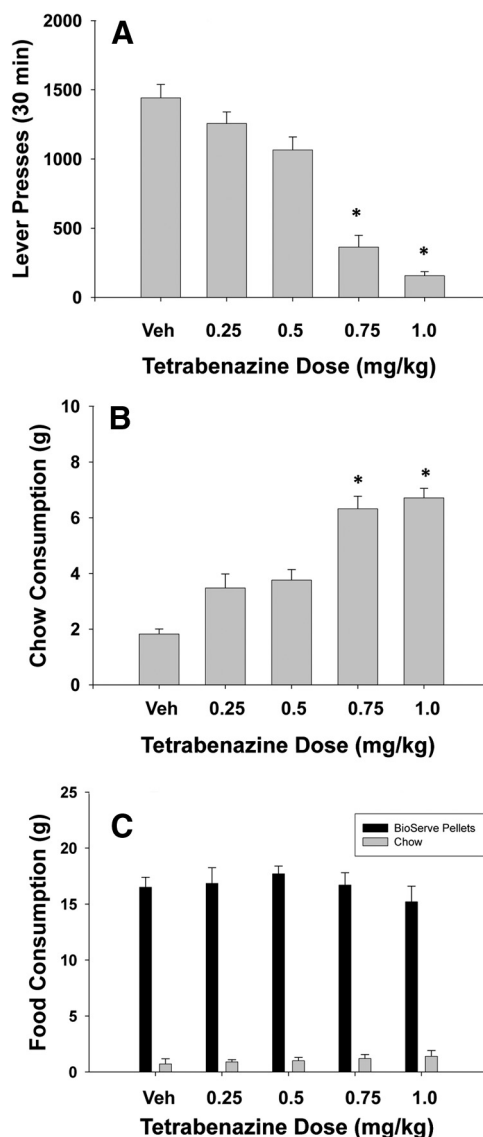 A
Lever Presses (30 min)
2000
1500
1000
500
0
*
*
Veh 0.25 0.5 0.75 1.0
Tetrabenazine Dose (mg/kg)
B
Chow Consumption (g)
10
8
6
4
2
0
*
*
Veh 0.25 0.5 0.75 1.0
Tetrabenazine Dose (mg/kg)
C
Food Consumption (g)
25
20
15
10
5
0
BioServe Pellets
Chow
Veh 0.25 0.5 0.75 1.0
Tetrabenazine Dose (mg/kg)